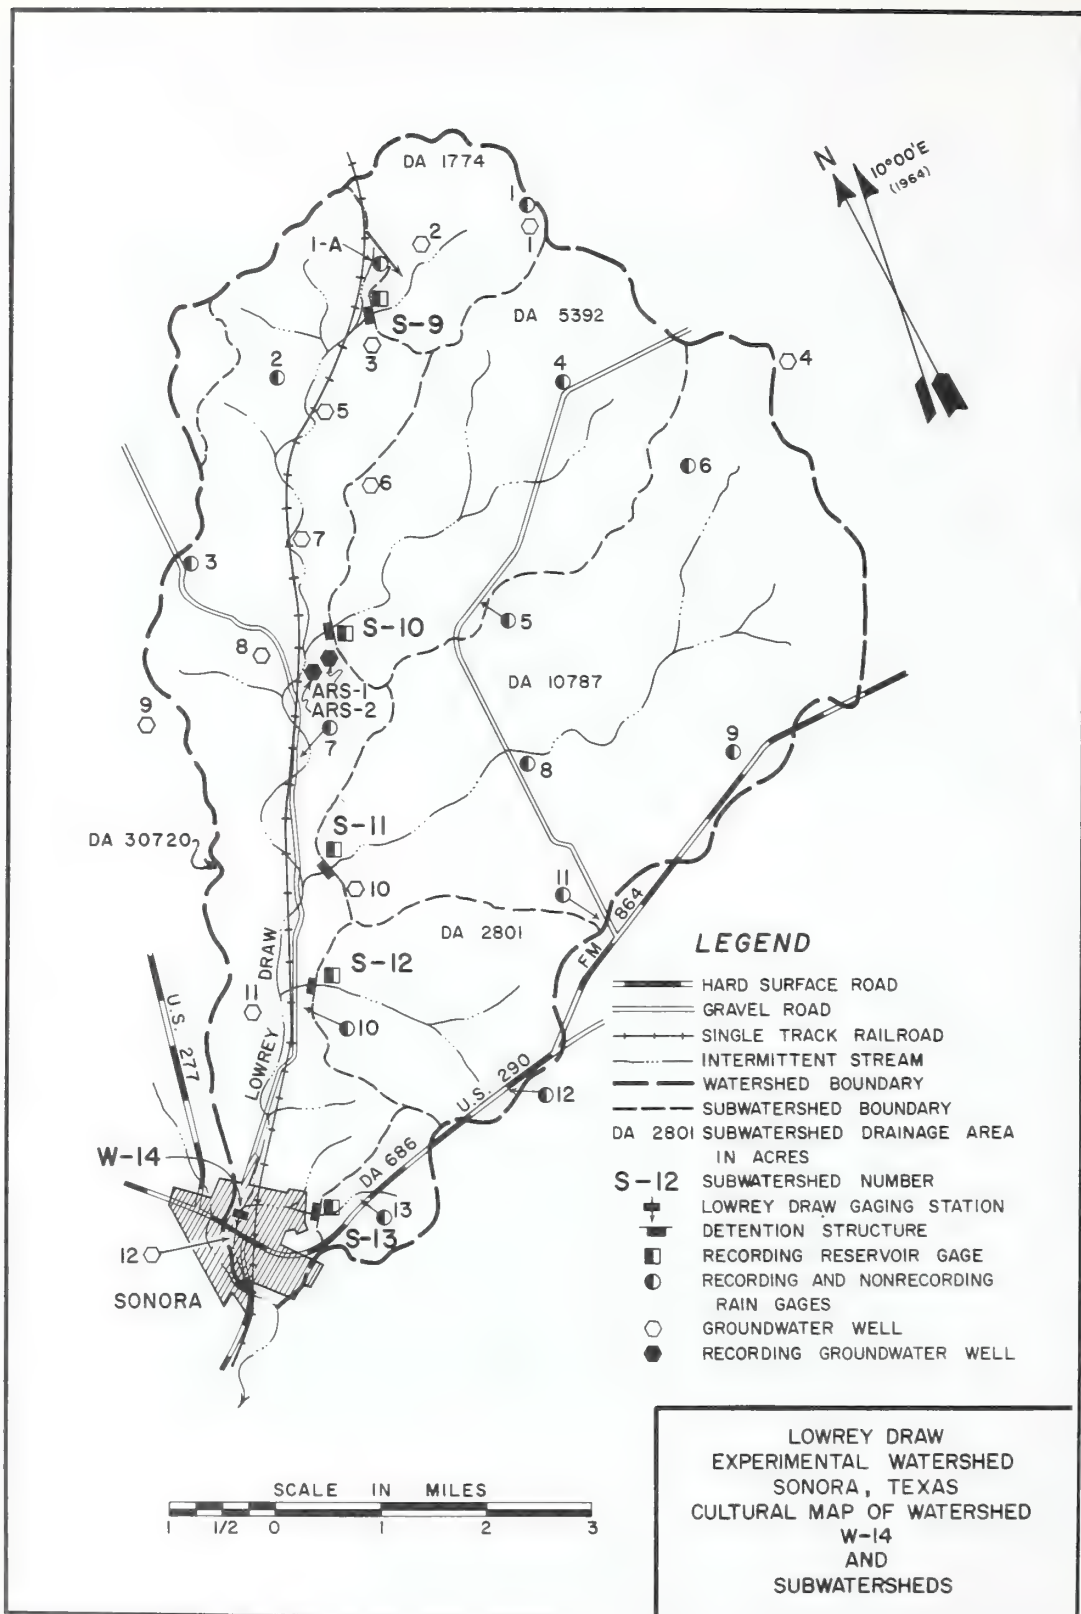 DA 1774
N
10°00'E
(1964)
1
1
2
1-A
S-9
DA 5392
3
2
4
4
5
6
6
7
3
S-10
5
8
ARS-1
ARS-2
DA 10787
9
7
9
8
S-11
DA 30720
10
11
864
FM
DA 2801
S-12
LOWREY DRAW
11
10
U.S. 277
U.S. 290
12
W-14
DA 686
13
S-13
12
SONORA
LEGEND
HARD SURFACE ROAD
GRAVEL ROAD
SINGLE TRACK RAILROAD
INTERMITTENT STREAM
WATERSHED BOUNDARY
SUBWATERSHED BOUNDARY
DA 2801 SUBWATERSHED DRAINAGE AREA
IN ACRES
S-12 SUBWATERSHED NUMBER
LOWREY DRAW GAGING STATION
DETENTION STRUCTURE
RECORDING RESERVOIR GAGE
RECORDING AND NONRECORDING
RAIN GAGES
GROUNDWATER WELL
RECORDING GROUNDWATER WELL
SCALE IN MILES
1 1/2 0 1 2 3
LOWREY DRAW
EXPERIMENTAL WATERSHED
SONORA, TEXAS
CULTURAL MAP OF WATERSHED
W-14
AND
SUBWATERSHEDS